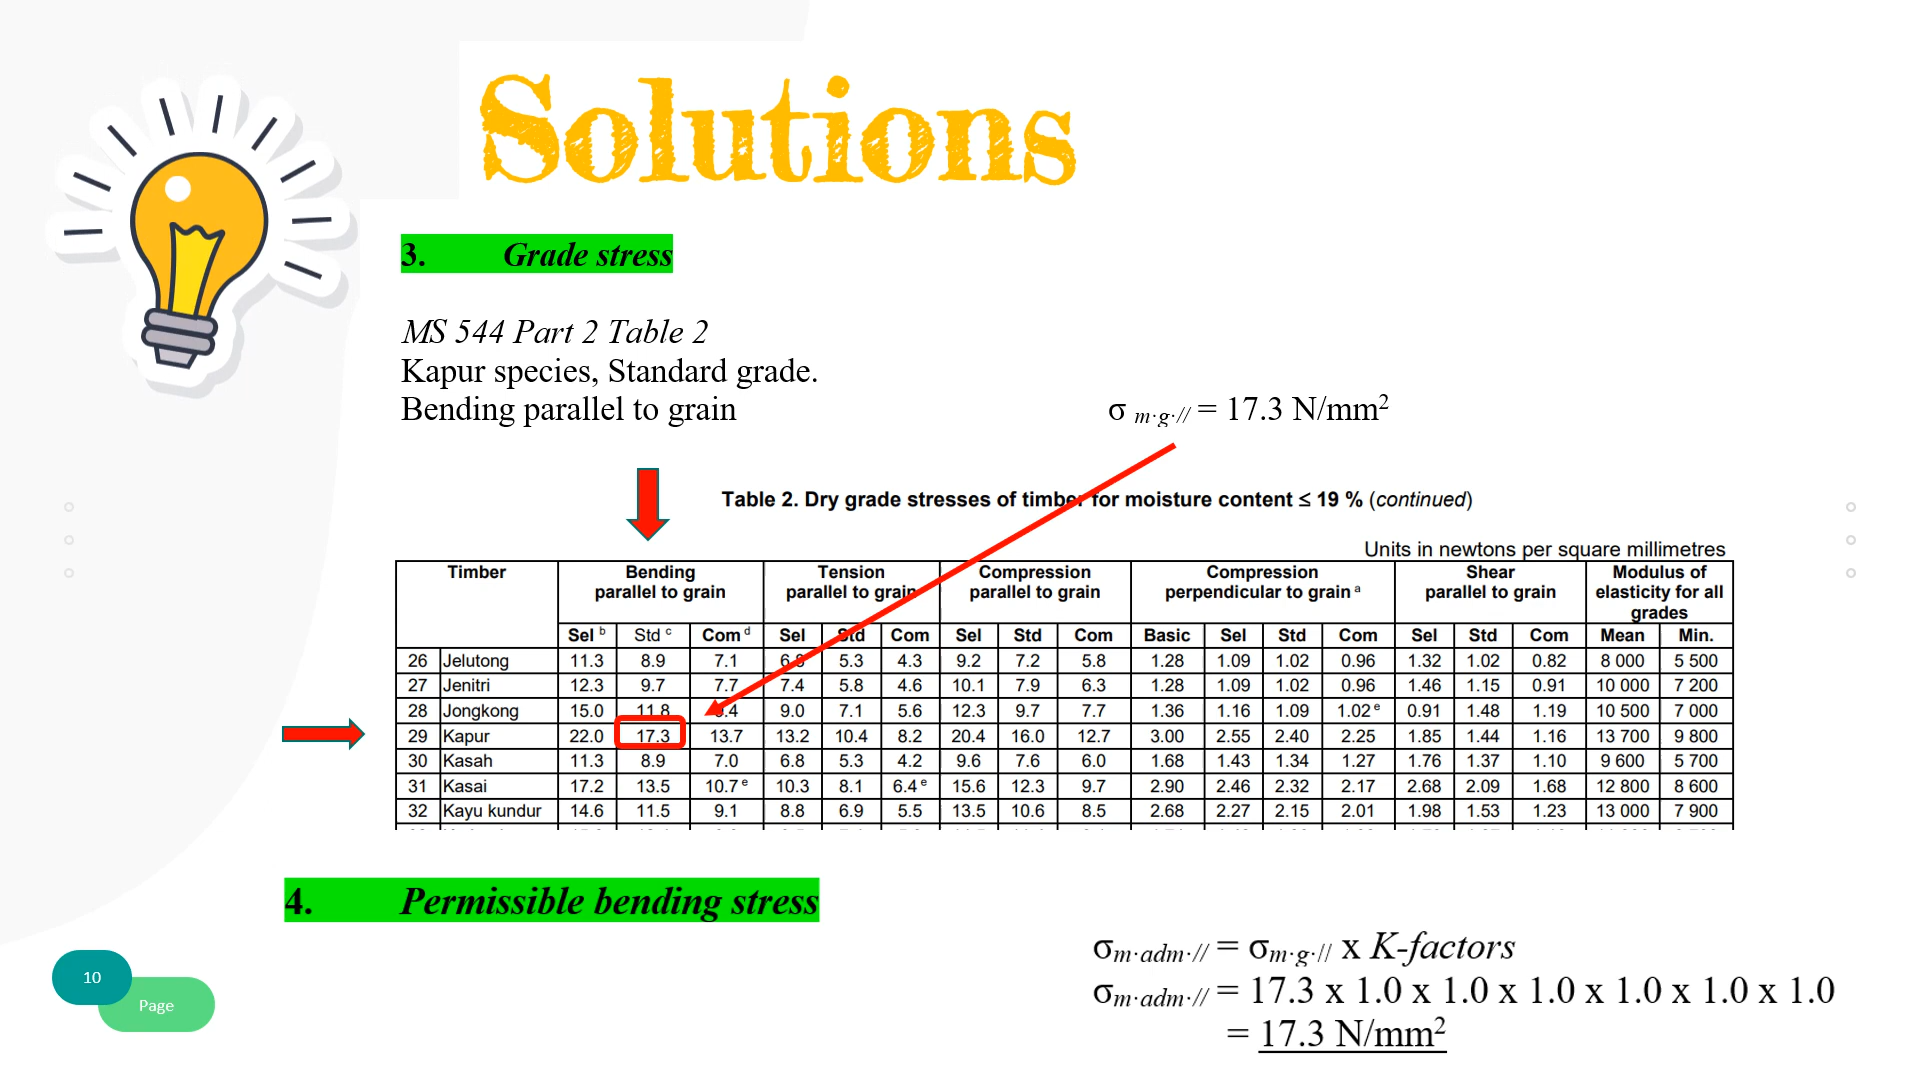 Solutions
3. Grade stress
MS 544 Part 2 Table 2
Kapur species, Standard grade.
Bending parallel to grain
σ m·g·// = 17.3 N/mm²
Table 2. Dry grade stresses of timber for moisture content ≤ 19 % (continued)
Units in newtons per square millimetres
Timber Bending parallel to grain Tension parallel to grain Compression parallel to grain Compression perpendicular to grain a Shear parallel to grain Modulus of elasticity for all grades
Sel b Std c Com d Sel Std Com Sel Std Com Basic Sel Std Com Sel Std Com Mean Min.
26 Jelutong 11.3 8.9 7.1 5.3 4.3 9.2 7.2 5.8 1.28 1.09 1.02 0.96 1.32 1.02 0.82 8 000 5 500
27 Jenitri 12.3 9.7 7.7 7.4 5.8 4.6 10.1 7.9 6.3 1.28 1.09 1.02 0.96 1.46 1.15 0.91 10 000 7 200
28 Jongkong 15.0 11.8 9.0 7.1 5.6 12.3 9.7 7.7 1.36 1.16 1.09 1.02 e 0.91 1.48 1.19 10 500 7 000
29 Kapur 22.0 17.3 13.7 13.2 10.4 8.2 20.4 16.0 12.7 3.00 2.55 2.40 2.25 1.85 1.44 1.16 13 700 9 800
30 Kasah 11.3 8.9 7.0 6.8 5.3 4.2 9.6 7.6 6.0 1.68 1.43 1.34 1.27 1.76 1.37 1.10 9 600 5 700
31 Kasai 17.2 13.5 10.7 e 10.3 8.1 6.4 e 15.6 12.3 9.7 2.90 2.46 2.32 2.17 2.68 2.09 1.68 12 800 8 600
32 Kayu kundur 14.6 11.5 9.1 8.8 6.9 5.5 13.5 10.6 8.5 2.68 2.27 2.15 2.01 1.98 1.53 1.23 13 000 7 900
4. Permissible bending stress
σm·adm·// = σm·g·// x K-factors
σm·adm·// = 17.3 x 1.0 x 1.0 x 1.0 x 1.0 x 1.0 x 1.0
= 17.3 N/mm²
10
Page